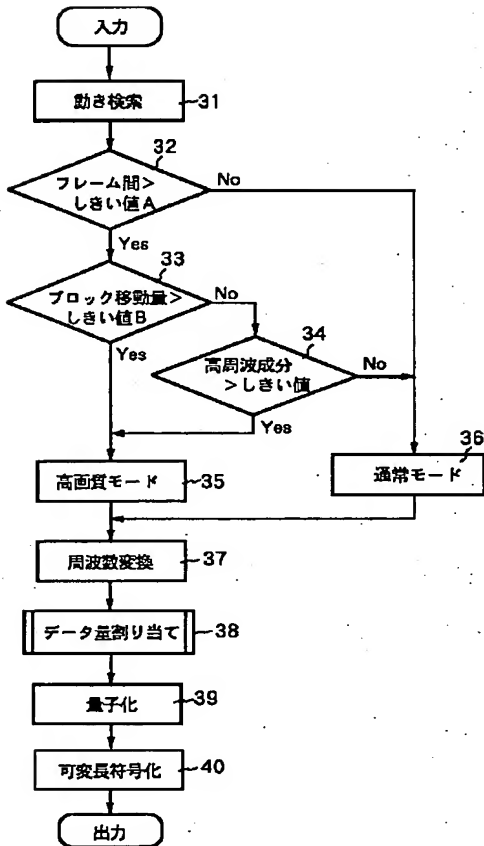 入力
動き検索
31
32
フレーム間>
しきい値A
No
Yes
33
ブロック移動量>
しきい値B
No
Yes
34
高周波成分
>しきい値
No
Yes
高画質モード
35
36
通常モード
周波数変換
37
データ量割り当て
38
量子化
39
可変長符号化
40
出力